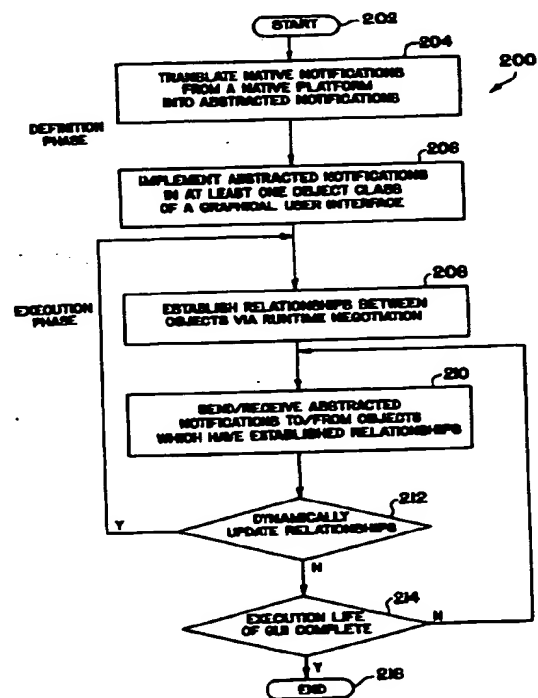 START
202
204
200
TRANSLATE NATIVE NOTIFICATIONS
FROM A NATIVE PLATFORM
INTO ABSTRACTED NOTIFICATIONS
DEFINITION
PHASE
206
IMPLEMENT ABSTRACTED NOTIFICATIONS
IN AT LEAST ONE OBJECT CLASS
OF A GRAPHICAL USER INTERFACE
EXECUTION
PHASE
208
ESTABLISH RELATIONSHIPS BETWEEN
OBJECTS VIA RUNTIME NEGOTIATION
210
SEND/RECEIVE ABSTRACTED
NOTIFICATIONS TO/FROM OBJECTS
WHICH HAVE ESTABLISHED RELATIONSHIPS
212
DYNAMICALLY
UPDATE RELATIONSHIPS
Y
N
214
EXECUTION LIFE
OF GUI COMPLETE
N
Y
END
216